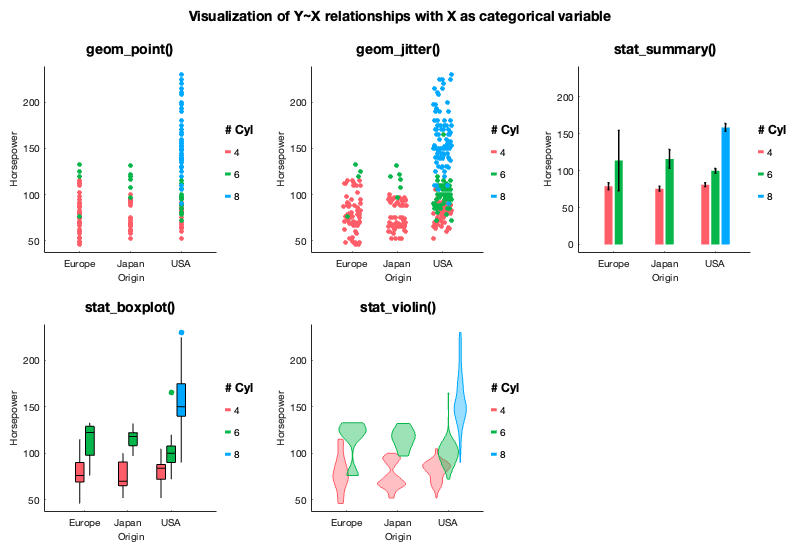 Visualization of Y~X relationships with X as categorical variable
geom_point()
Horsepower
200
150
100
50
Europe Japan USA
Origin
# Cyl
4
6
8
geom_jitter()
Horsepower
200
150
100
50
Europe Japan USA
Origin
# Cyl
4
6
8
stat_summary()
Horsepower
200
150
100
50
0
Europe Japan USA
Origin
# Cyl
4
6
8
stat_boxplot()
Horsepower
200
150
100
50
Europe Japan USA
Origin
# Cyl
4
6
8
stat_violin()
Horsepower
200
150
100
50
Europe Japan USA
Origin
# Cyl
4
6
8